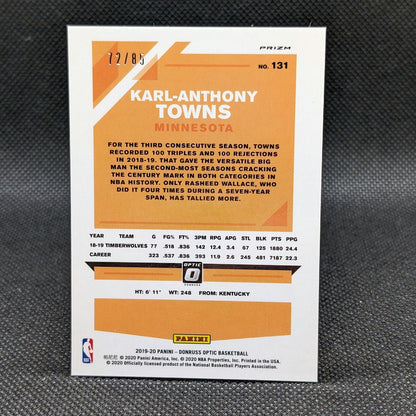 72/85
PRIZM
NO. 131
KARL-ANTHONY
TOWNS
MINNESOTA
FOR THE THIRD CONSECUTIVE SEASON, TOWNS
RECORDED 100 TRIPLES AND 100 REJECTIONS
IN 2018-19. THAT GAVE THE VERSATILE BIG
MAN THE SECOND-MOST SEASONS CRACKING
THE CENTURY MARK IN BOTH CATEGORIES IN
NBA HISTORY. ONLY RASHEED WALLACE, WHO
DID IT FOUR TIMES DURING A SEVEN-YEAR
SPAN, HAS TALLIED MORE.
YEAR TEAM G FG% FT% 3PM RPG APG STL BLK PTS PPG
18-19 TIMBERWOLVES 77 .518 .836 142 12.4 3.4 67 125 1880 24.4
CAREER 323 .537 .836 393 11.9 2.6 245 481 7187 22.3
OPTIC
DONRUSS
HT: 6' 11" WT: 248 FROM: KENTUCKY
PANINI
2019-20 PANINI - DONRUSS OPTIC BASKETBALL
© 2020 Panini America, Inc. © 2020 NBA Properties, Inc. Printed in the USA.
© 2020 Officially licensed product of the National Basketball Players Association.